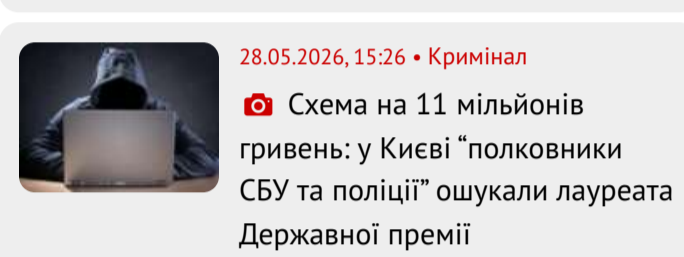 28.05.2026, 15:26 • Кримінал
Схема на 11 мільйонів
гривень: у Києві “полковники
СБУ та поліції” ошукали лауреата
Державної премії